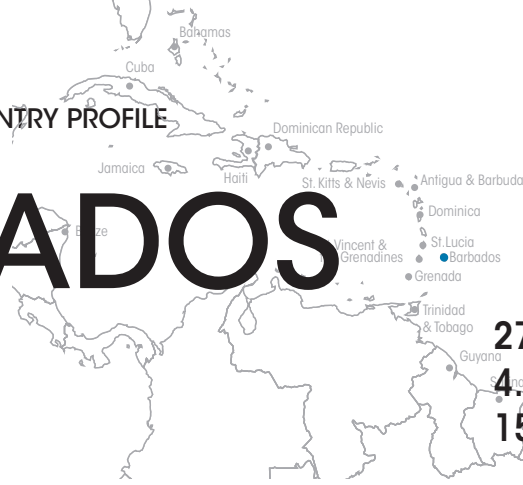 Bahamas
Cuba
NTRY PROFILE
Dominican Republic
Jamaica
Haiti
St. Kitts & Nevis
Antigua & Barbuda
ADOS
Dominica
Vincent &
Grenadines
St.Lucia
Barbados
Grenada
Trinidad
& Tobago
27
Guyana
4.
15